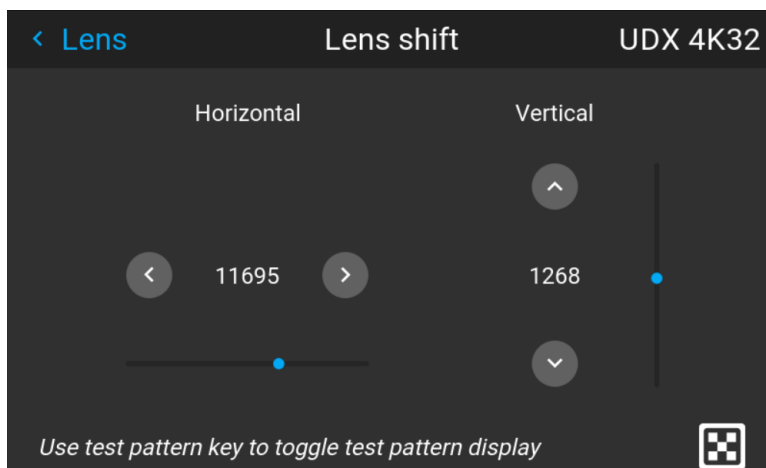 Lens
Lens shift
UDX 4K32
Horizontal
Vertical
11695
1268
Use test pattern key to toggle test pattern display